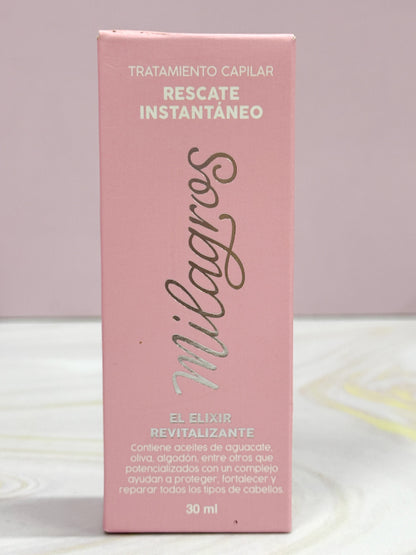 TRATAMIENTO CAPILAR
RESCATE
INSTANTÁNEO
Milagros
EL ELIXIR
REVITALIZANTE
Contiene aceites de aguacate,
oliva, algodón, entre otros que
potencializados con un complejo
ayudan a proteger, fortalecer y
reparar todos los tipos de cabellos.
30 ml